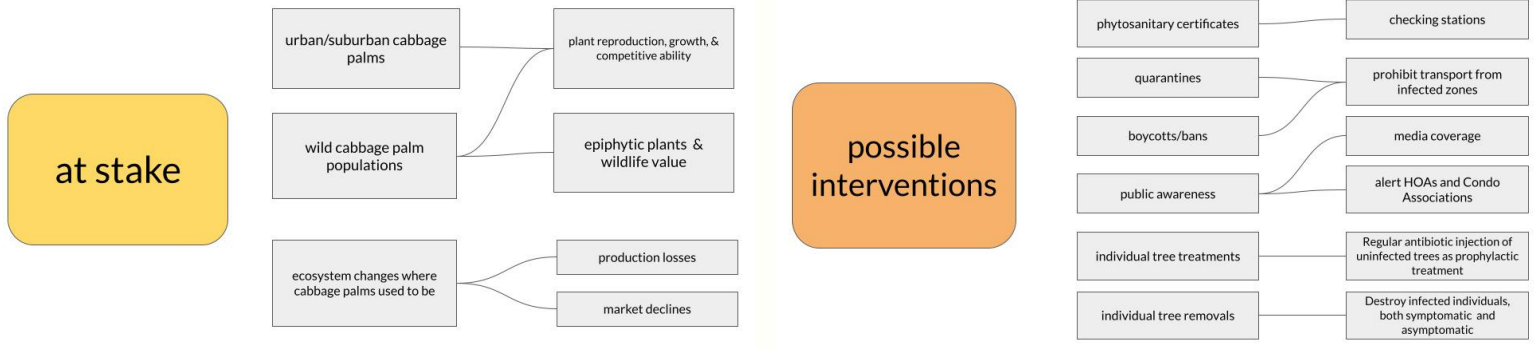 at stake
urban/suburban cabbage
palms
plant reproduction, growth, &
competitive ability
wild cabbage palm
populations
epiphytic plants &
wildlife value
ecosystem changes where
cabbage palms used to be
production losses
market declines
possible
interventions
phytosanitary certificates
checking stations
quarantines
prohibit transport from
infected zones
boycotts/bans
media coverage
public awareness
alert HOAs and Condo
Associations
individual tree treatments
Regular antibiotic injection of
uninfected trees as prophylactic
treatment
individual tree removals
Destroy infected individuals,
both symptomatic and
asymptomatic